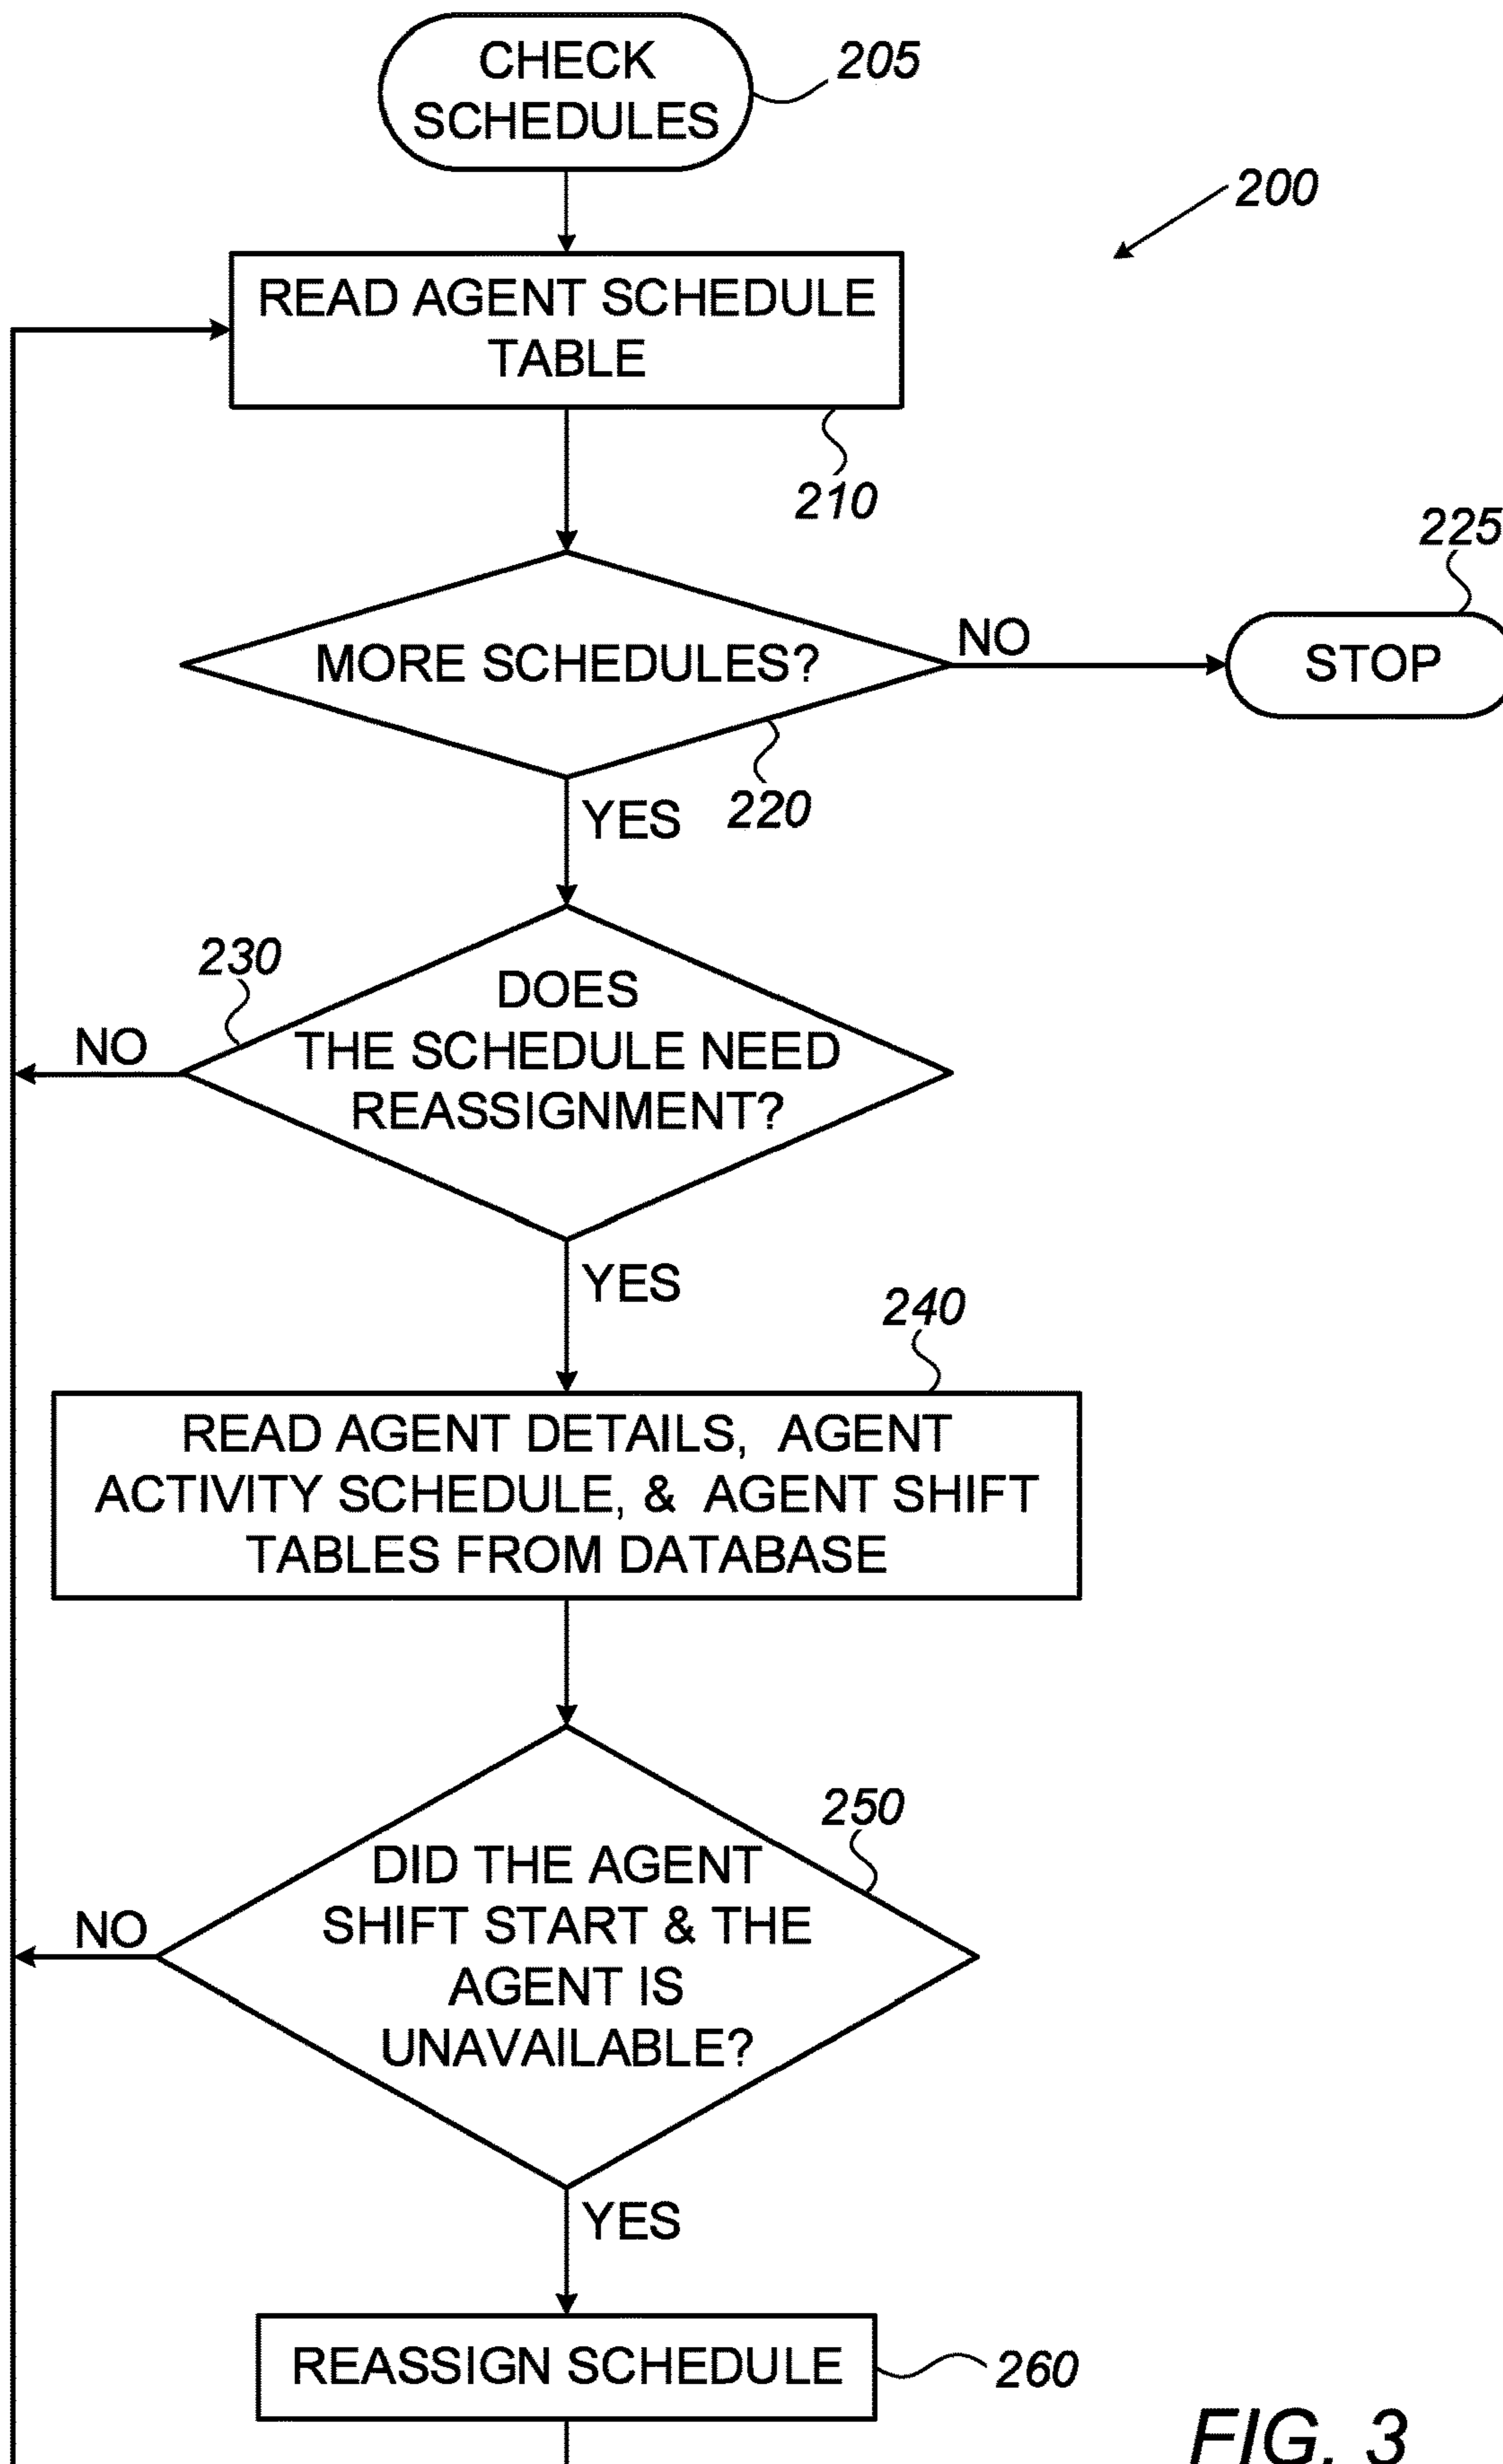 CHECK
SCHEDULES
205
200
READ AGENT SCHEDULE
TABLE
210
225
MORE SCHEDULES?
NO
STOP
220
YES
230
DOES
THE SCHEDULE NEED
REASSIGNMENT?
NO
YES
240
READ AGENT DETAILS, AGENT
ACTIVITY SCHEDULE, & AGENT SHIFT
TABLES FROM DATABASE
250
DID THE AGENT
SHIFT START & THE
AGENT IS
UNAVAILABLE?
NO
YES
REASSIGN SCHEDULE
260
FIG. 3